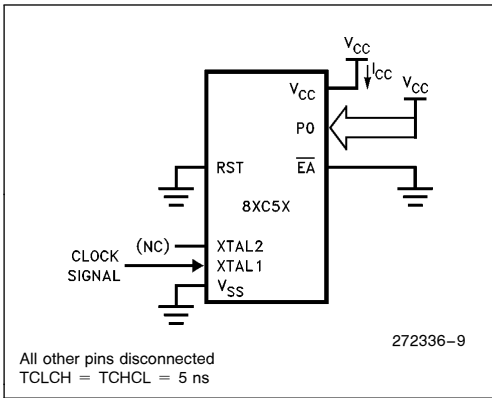 VCC
ICC
VCC
VCC
P0
RST
EA
8XC5X
(NC)
XTAL2
CLOCK
SIGNAL
XTAL1
VSS
272336–9
All other pins disconnected
TCLCH = TCHCL = 5 ns